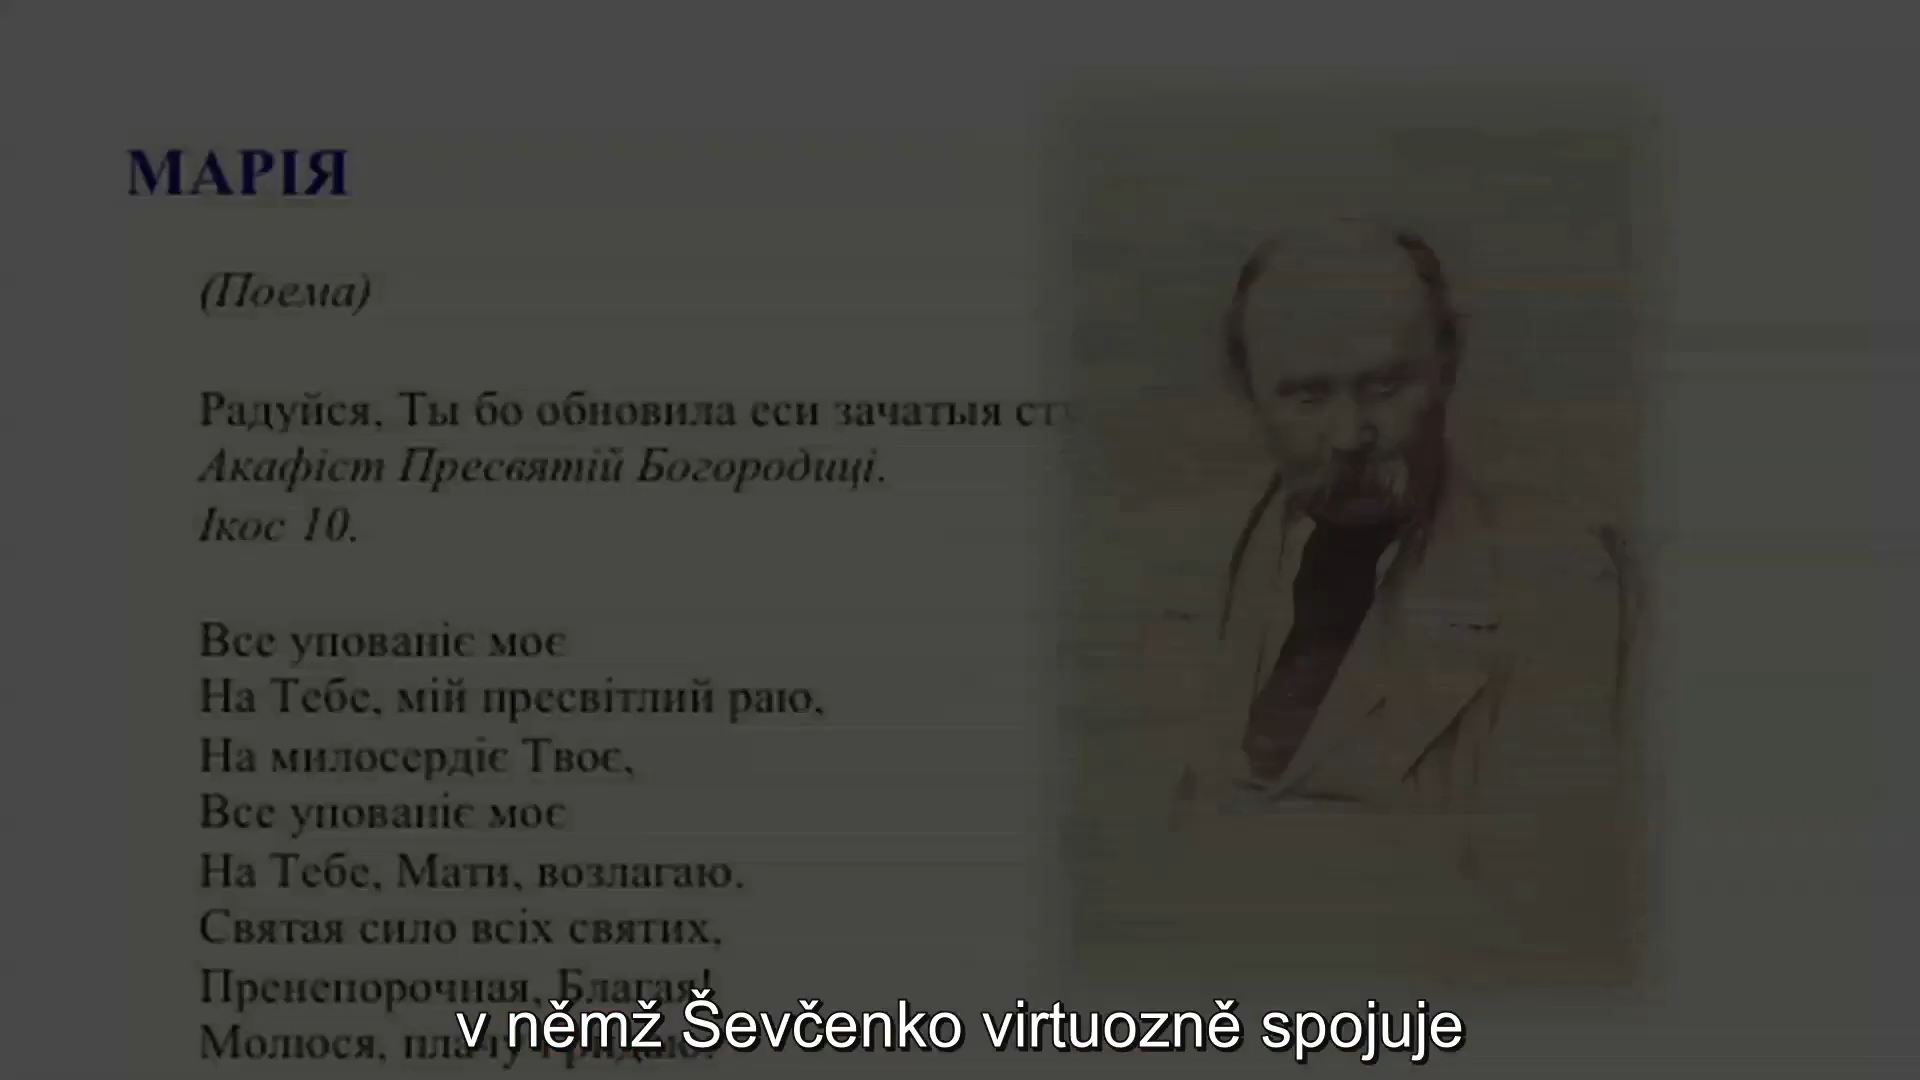 МАРІЯ
(Поема)
Радуйся, Ты бо обновила еси зачатыя
Акафіст Пресвятій Богородиці.
Ікос 10.
Все упованіє моє
На Тебе, мій пресвітлий раю,
На милосердіє Твоє,
Все упованіє моє
На Тебе, Мати, возлагаю.
Святая сило всіх святих,
Пренепорочная, Благая!
Молюся, плачу
v němž Ševčenko virtuozně spojuje